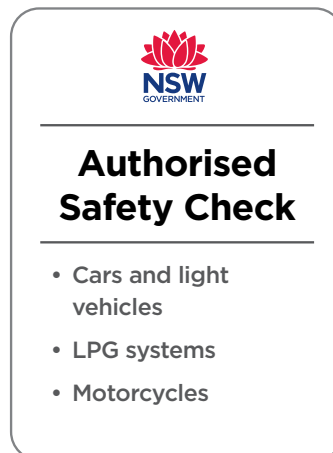 NSW
GOVERNMENT
Authorised
Safety Check
• Cars and light
vehicles
• LPG systems
• Motorcycles